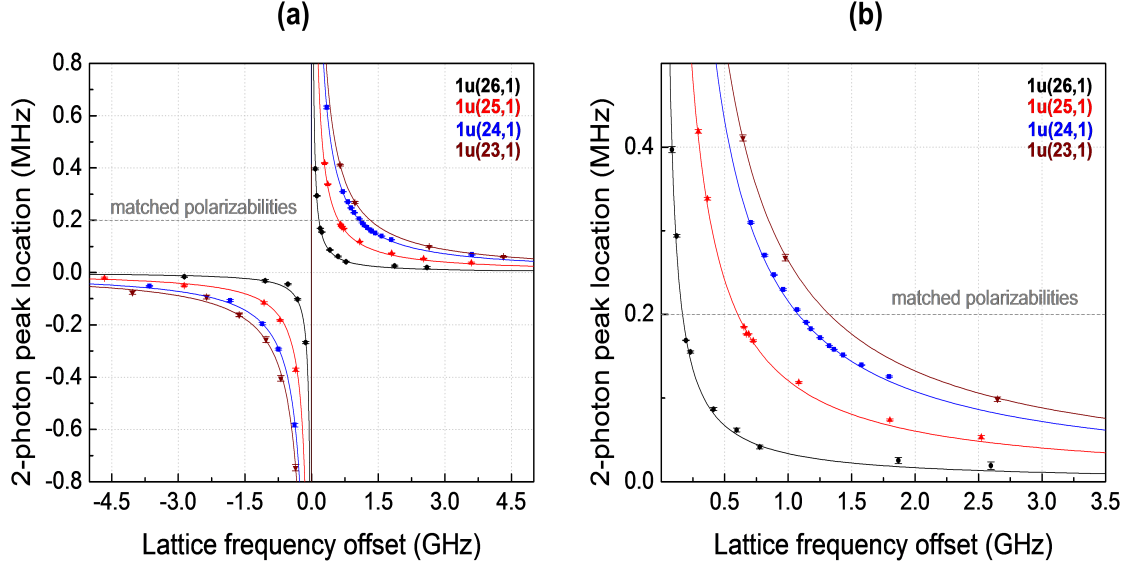 (a)
0.8
0.6
0.4
0.2
0.0
-0.2
-0.4
-0.6
-0.8
-4.5 -3.0 -1.5 0.0 1.5 3.0 4.5
2-photon peak location (MHz)
Lattice frequency offset (GHz)
1u(26,1)
1u(25,1)
1u(24,1)
1u(23,1)
matched polarizabilities
(b)
0.4
0.2
0.0
0.5 1.0 1.5 2.0 2.5 3.0 3.5
2-photon peak location (MHz)
Lattice frequency offset (GHz)
1u(26,1)
1u(25,1)
1u(24,1)
1u(23,1)
matched polarizabilities